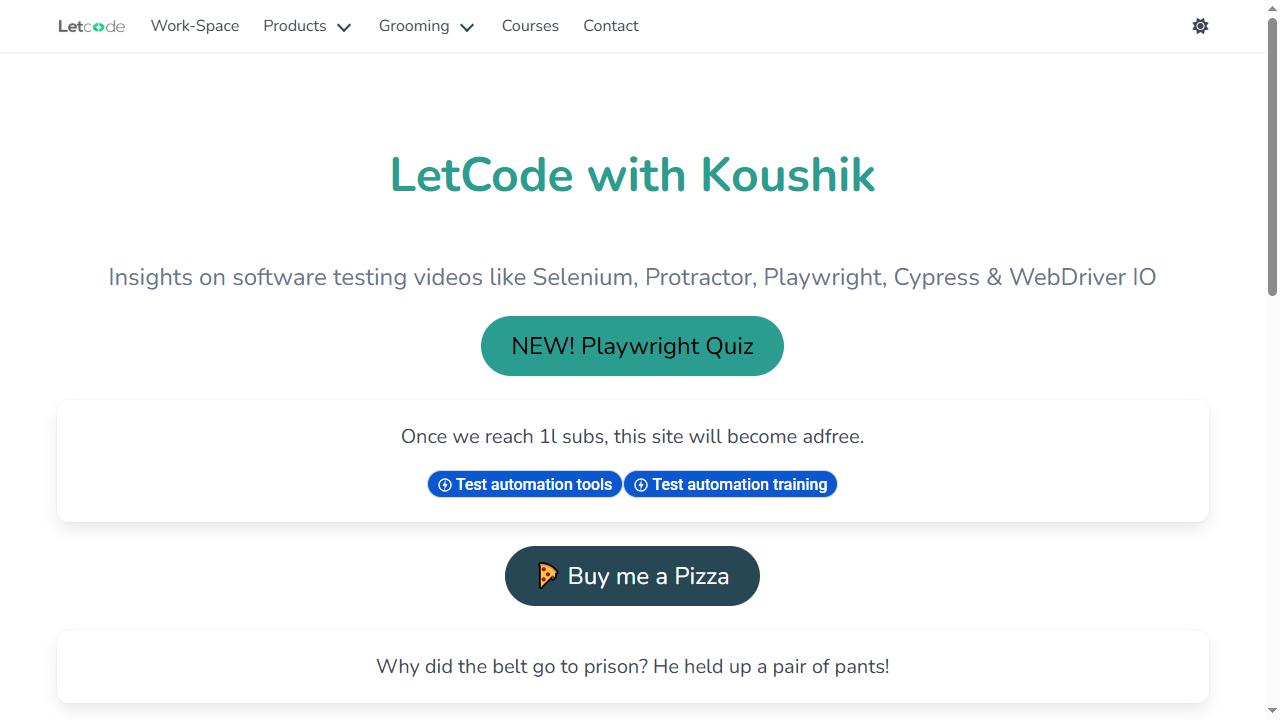 Letcode Work-Space Products Grooming Courses Contact
LetCode with Koushik
Insights on software testing videos like Selenium, Protractor, Playwright, Cypress & WebDriver IO
NEW! Playwright Quiz
Once we reach 1l subs, this site will become adfree.
Test automation tools Test automation training
Buy me a Pizza
Why did the belt go to prison? He held up a pair of pants!